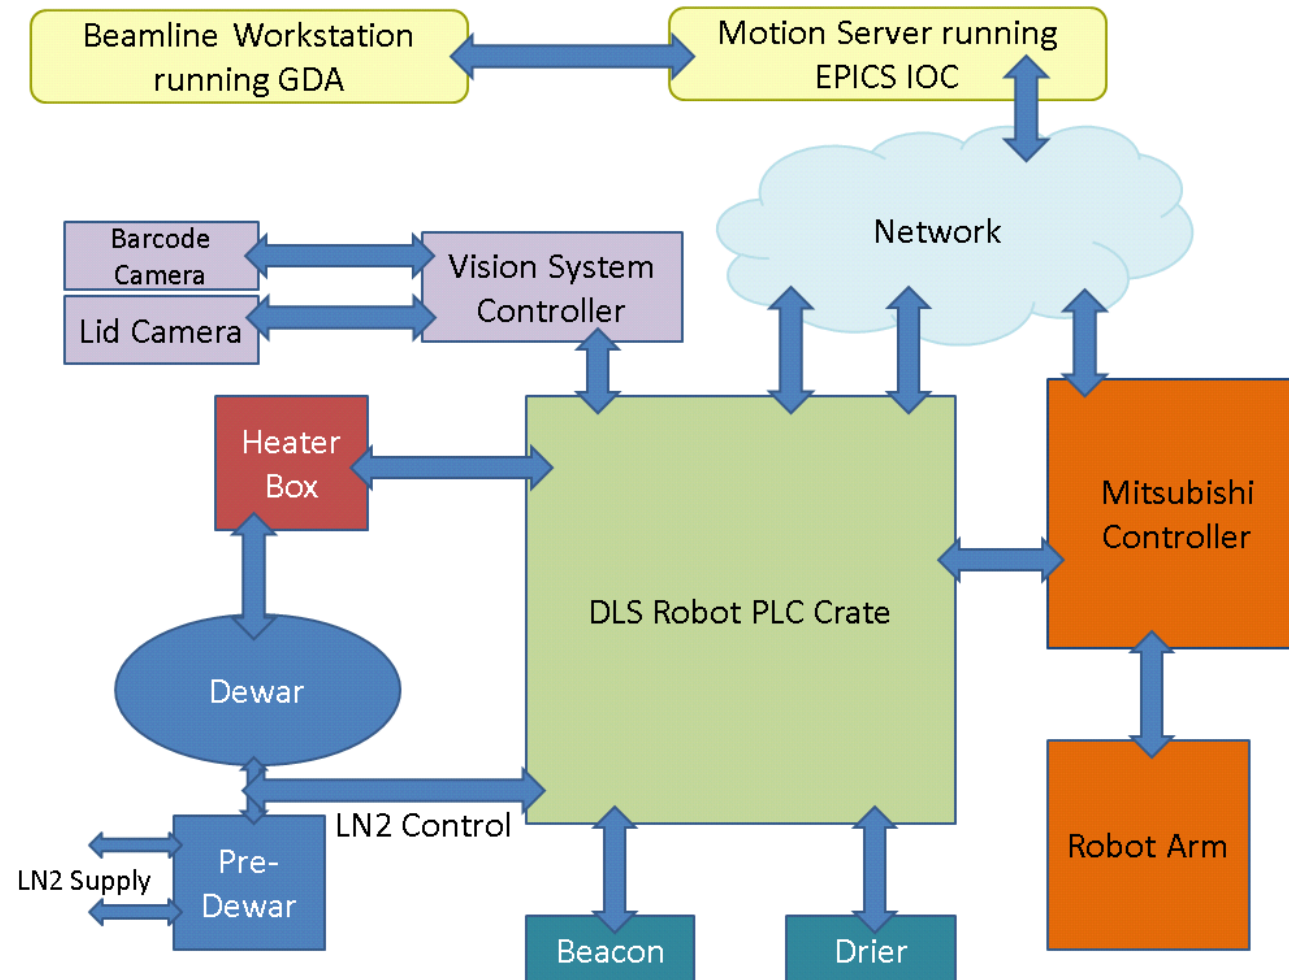 Beamline Workstation
running GDA
Motion Server running
EPICS IOC
Network
Barcode
Camera
Lid Camera
Vision System
Controller
Heater
Box
Mitsubishi
Controller
DLS Robot PLC Crate
Dewar
LN2 Control
Pre-
Dewar
LN2 Supply
Robot Arm
Beacon
Drier